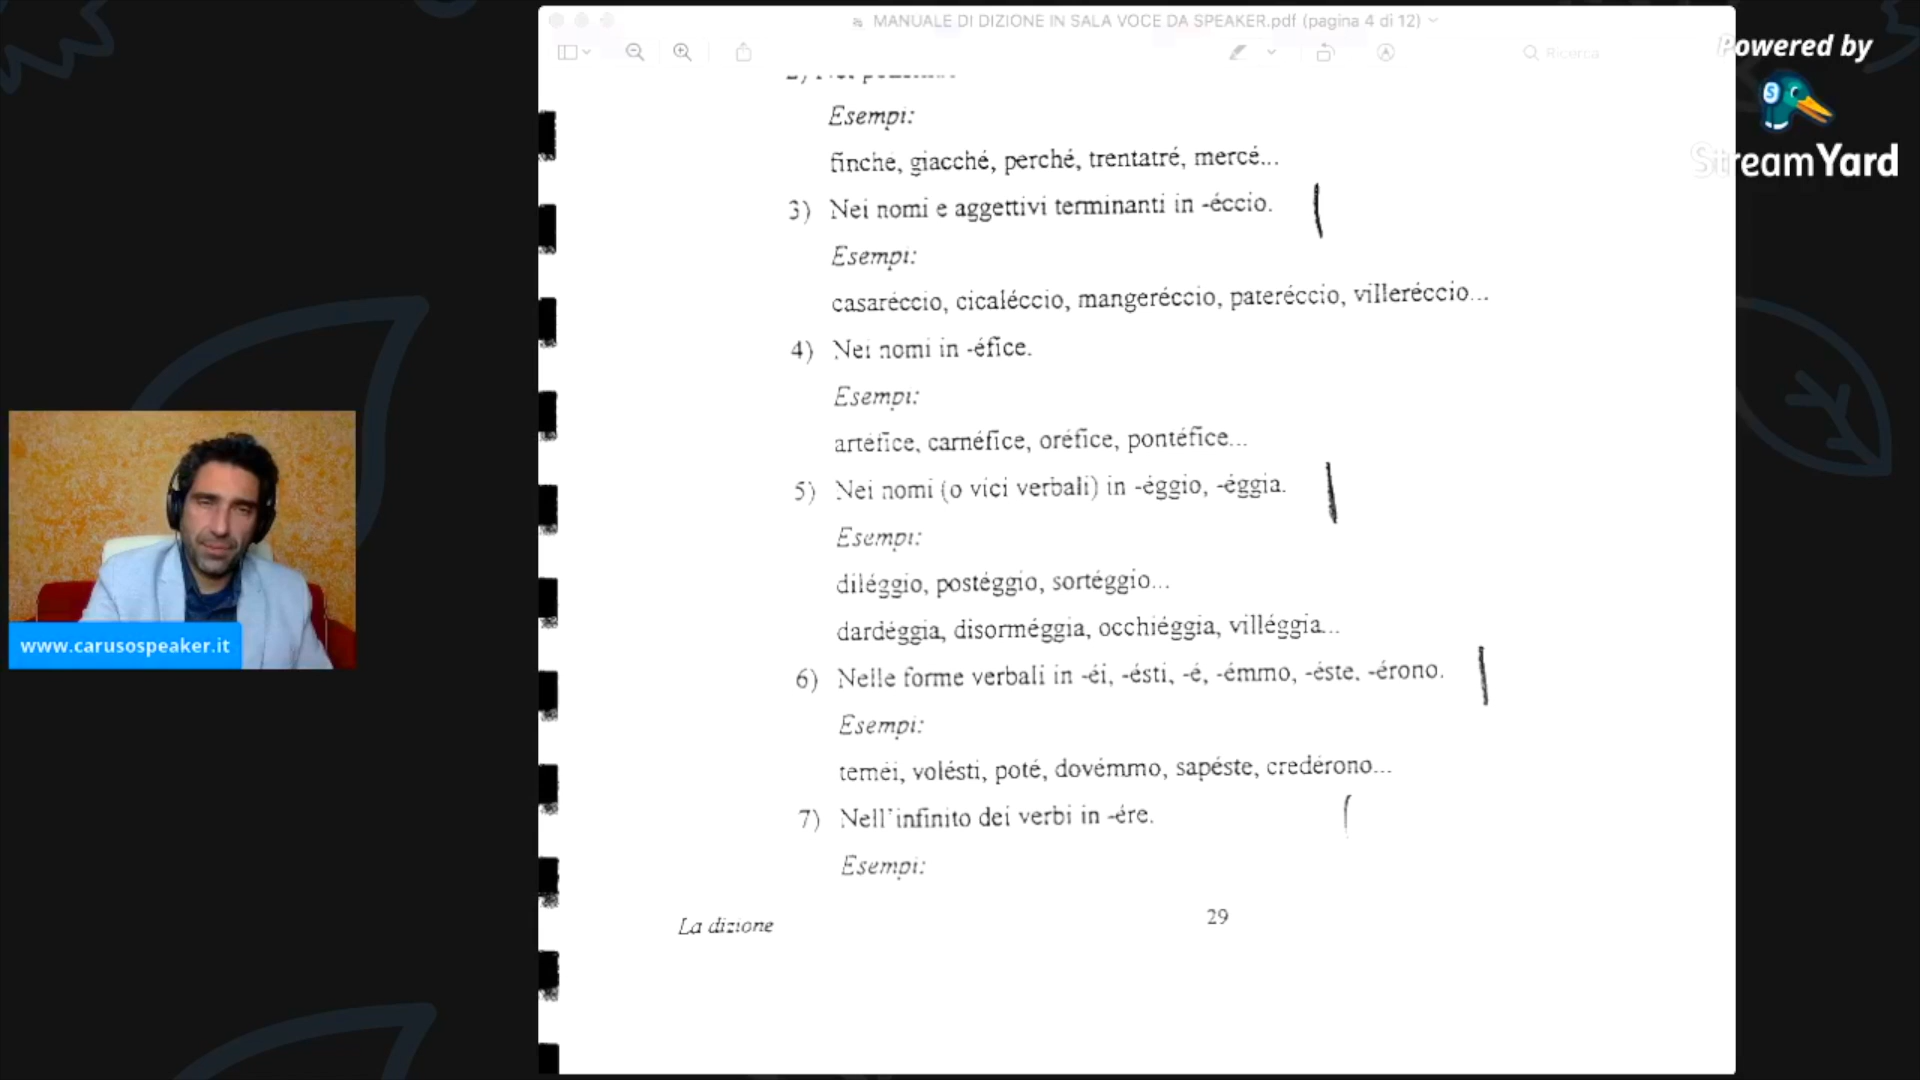 MANUALE DI DIZIONE IN SALA VOCE DA SPEAKER.pdf (pagina 4 di 12)
Ricerca
Powered by
StreamYard
Esempi:
finché, giacché, perché, trentatré, mercé...
3) Nei nomi e aggettivi terminanti in -éccio.
Esempi:
casaréccio, cicaléccio, mangeréccio, pateréccio, villeréccio...
4) Nei nomi in -éfice.
Esempi:
artéfice, carnéfice, oréfice, pontéfice...
5) Nei nomi (o vici verbali) in -éggio, -éggia.
Esempi:
diléggio, postéggio, sortéggio...
dardéggia, disorméggia, occhiéggia, villéggia...
6) Nelle forme verbali in -éi, -ésti, -é, -émmo, -éste, -érono.
Esempi:
teméi, volésti, poté, dovémmo, sapéste, credérono...
7) Nell'infinito dei verbi in -ére.
Esempi:
La dizione
29
www.carusospeaker.it